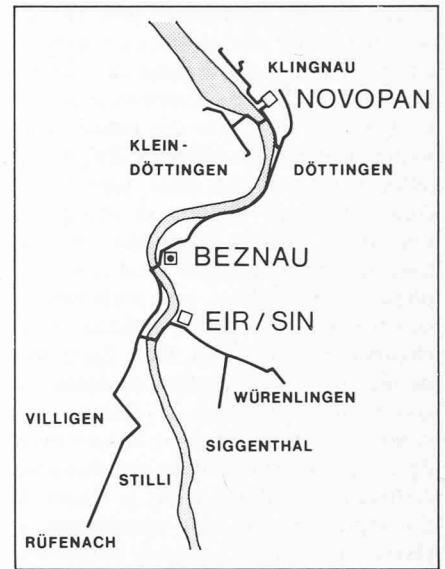 KLINGNAU
NOVOPAN
KLEIN-
DÖTTINGEN
DÖTTINGEN
BEZNAU
EIR / SIN
WÜRENLINGEN
VILLIGEN
SIGGENTHAL
STILLI
RÜFENACH